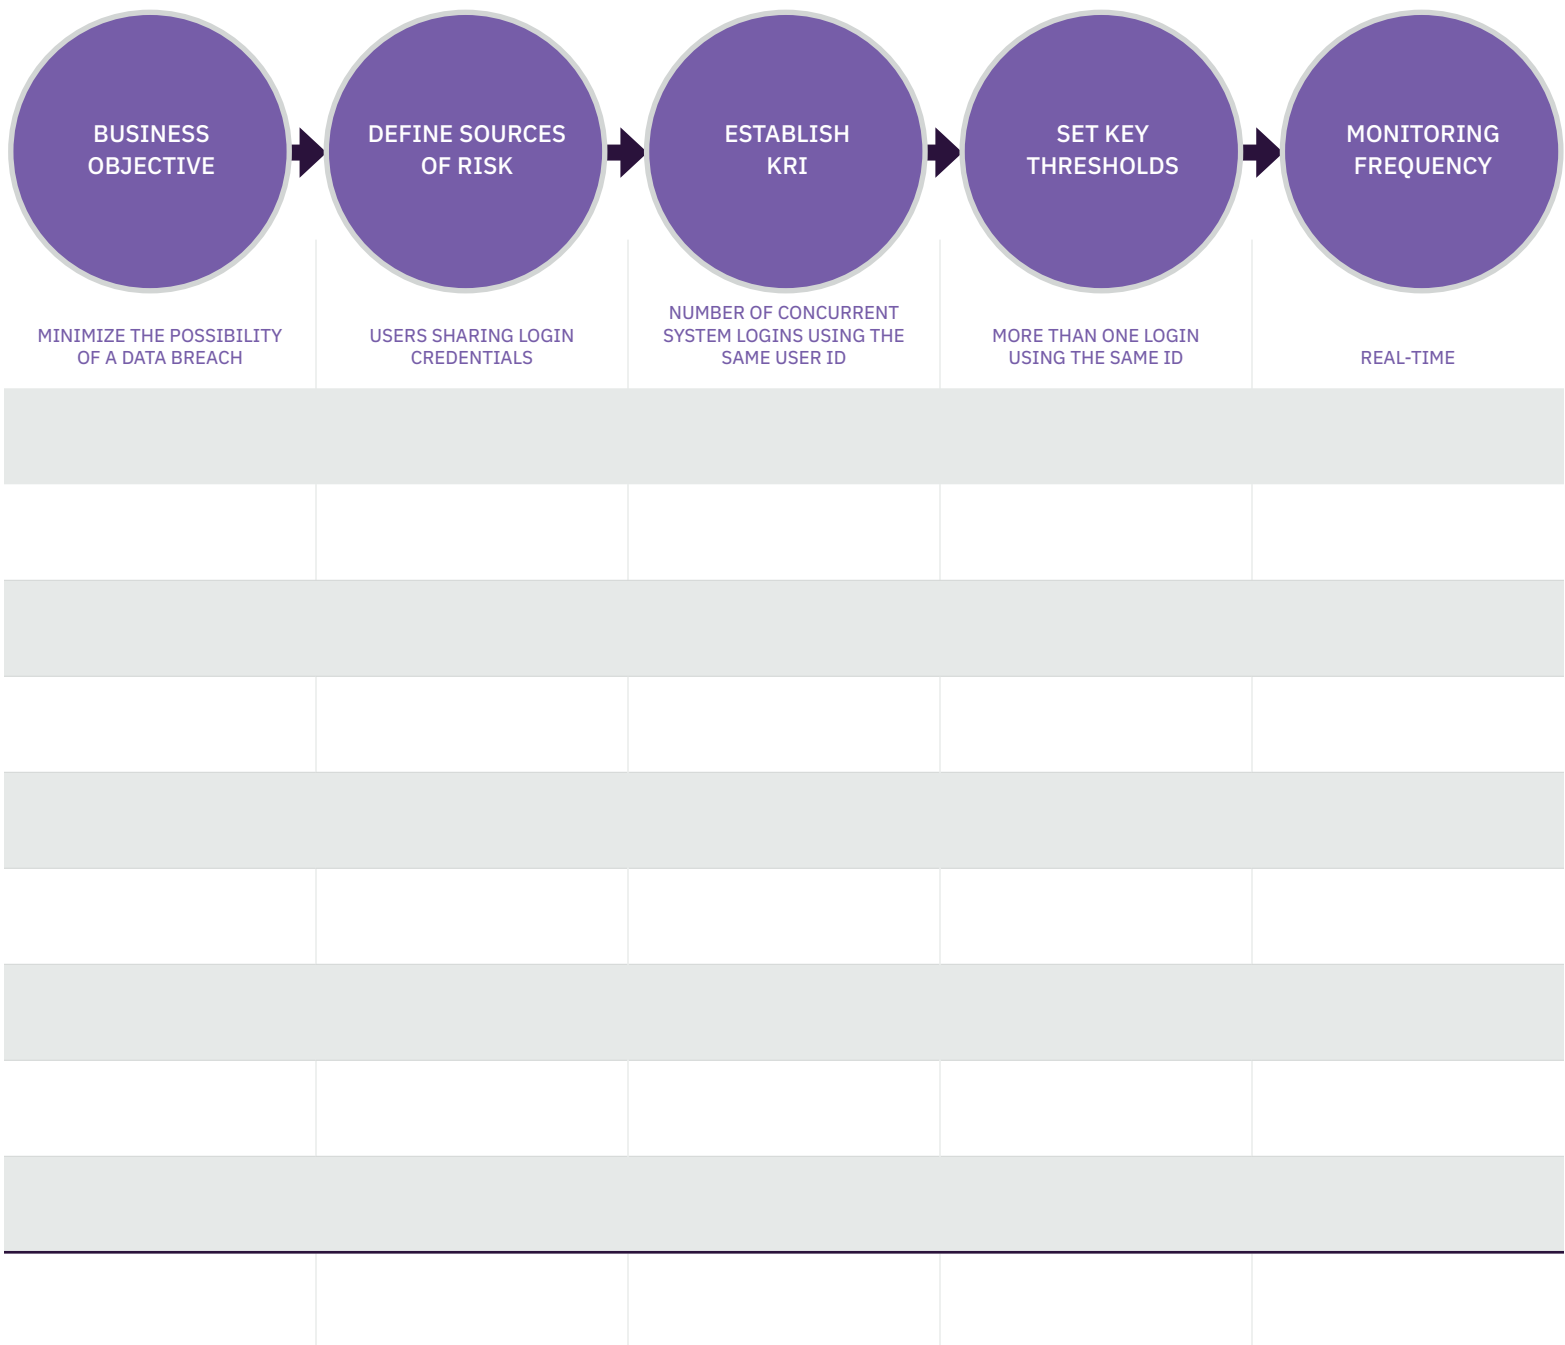 BUSINESS
OBJECTIVE
DEFINE SOURCES
OF RISK
ESTABLISH
KRI
SET KEY
THRESHOLDS
MONITORING
FREQUENCY
MINIMIZE THE POSSIBILITY
OF A DATA BREACH
USERS SHARING LOGIN
CREDENTIALS
NUMBER OF CONCURRENT
SYSTEM LOGINS USING THE
SAME USER ID
MORE THAN ONE LOGIN
USING THE SAME ID
REAL-TIME